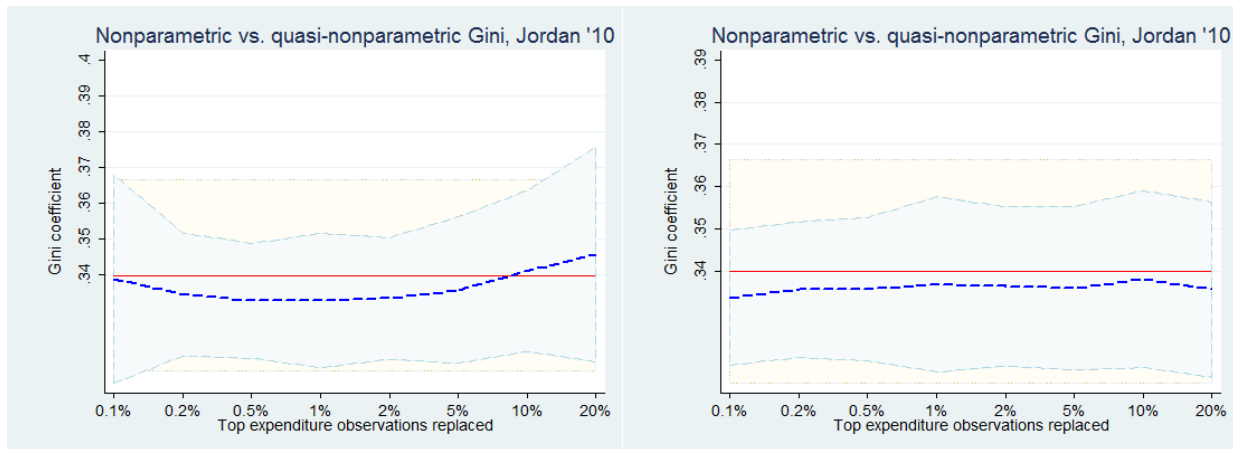 Nonparametric vs. quasi-nonparametric Gini, Jordan '10
.4
.39
.38
.37
.36
.35
.34
Gini coefficient
0.1% 0.2% 0.5% 1% 2% 5% 10% 20%
Top expenditure observations replaced
Nonparametric vs. quasi-nonparametric Gini, Jordan '10
.39
.38
.37
.36
.35
.34
Gini coefficient
0.1% 0.2% 0.5% 1% 2% 5% 10% 20%
Top expenditure observations replaced